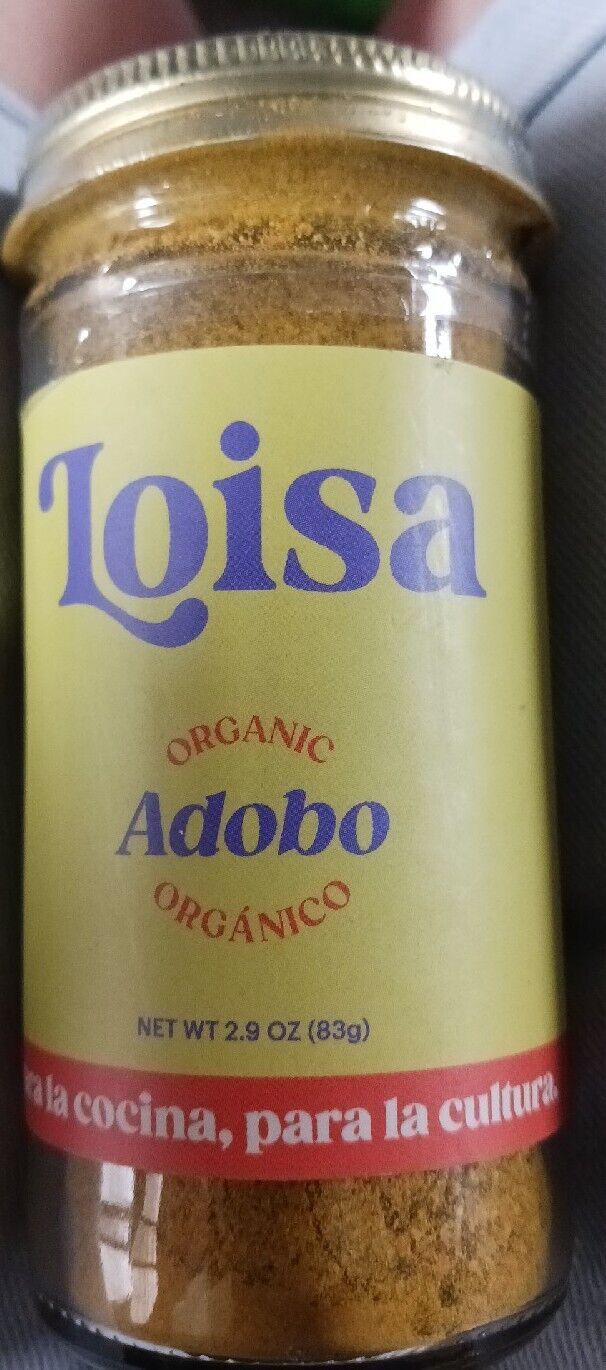 Loisa
ORGANIC
Adobo
ORGÁNICO
NET WT 2.9 OZ (83g)
la cocina, para la cultura.